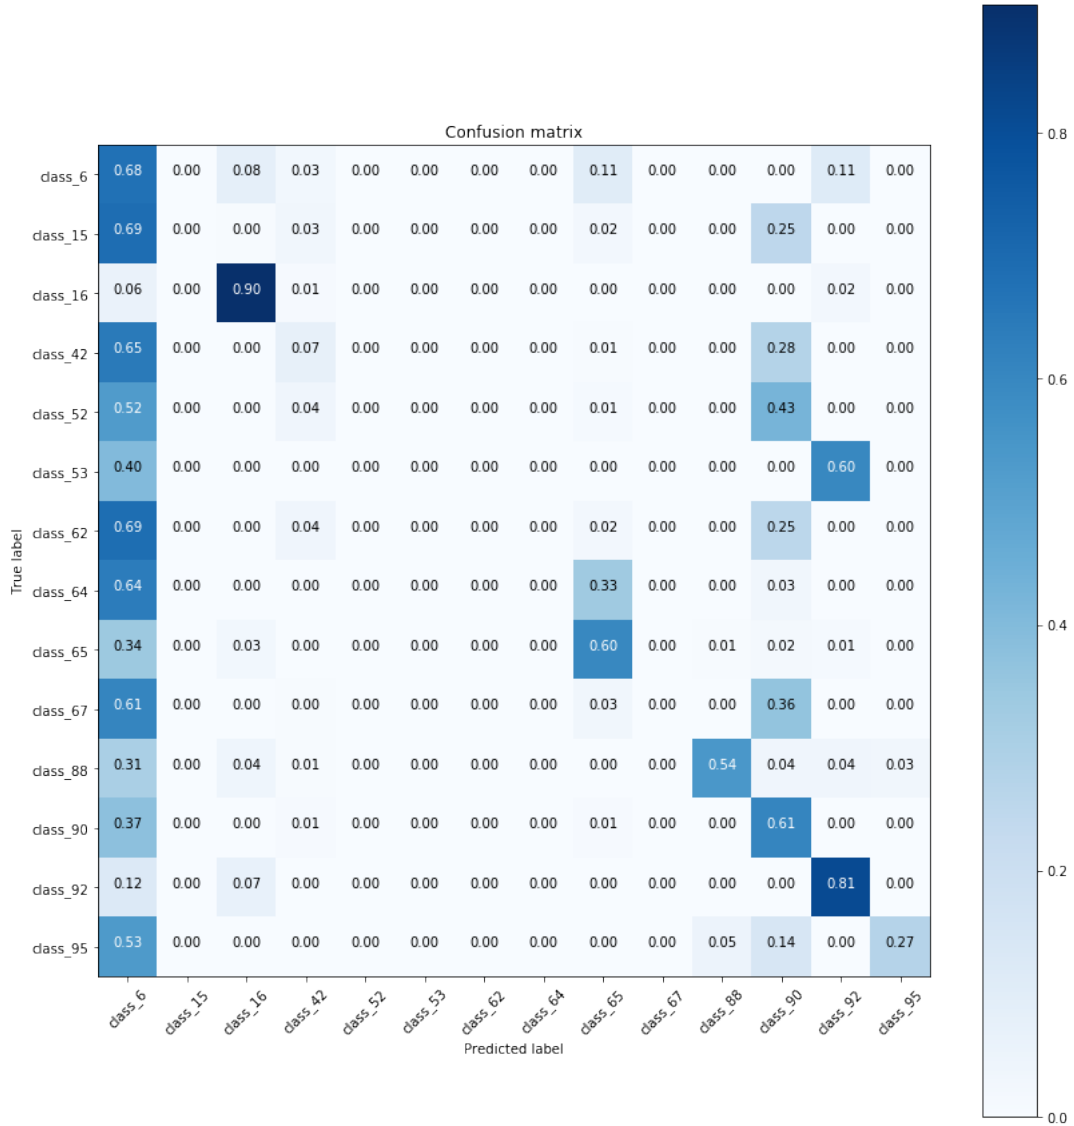 Confusion matrix
class_6 0.68 0.00 0.08 0.03 0.00 0.00 0.00 0.00 0.11 0.00 0.00 0.00 0.11 0.00
class_15 0.69 0.00 0.00 0.03 0.00 0.00 0.00 0.00 0.02 0.00 0.00 0.25 0.00 0.00
class_16 0.06 0.00 0.90 0.01 0.00 0.00 0.00 0.00 0.00 0.00 0.00 0.00 0.02 0.00
class_42 0.65 0.00 0.00 0.07 0.00 0.00 0.00 0.00 0.01 0.00 0.00 0.28 0.00 0.00
class_52 0.52 0.00 0.00 0.04 0.00 0.00 0.00 0.00 0.01 0.00 0.00 0.43 0.00 0.00
class_53 0.40 0.00 0.00 0.00 0.00 0.00 0.00 0.00 0.00 0.00 0.00 0.00 0.60 0.00
class_62 0.69 0.00 0.00 0.04 0.00 0.00 0.00 0.00 0.02 0.00 0.00 0.25 0.00 0.00
class_64 0.64 0.00 0.00 0.00 0.00 0.00 0.00 0.00 0.33 0.00 0.00 0.03 0.00 0.00
class_65 0.34 0.00 0.03 0.00 0.00 0.00 0.00 0.00 0.60 0.00 0.01 0.02 0.01 0.00
class_67 0.61 0.00 0.00 0.00 0.00 0.00 0.00 0.00 0.03 0.00 0.00 0.36 0.00 0.00
class_88 0.31 0.00 0.04 0.01 0.00 0.00 0.00 0.00 0.00 0.00 0.54 0.04 0.04 0.03
class_90 0.37 0.00 0.00 0.01 0.00 0.00 0.00 0.00 0.01 0.00 0.00 0.61 0.00 0.00
class_92 0.12 0.00 0.07 0.00 0.00 0.00 0.00 0.00 0.00 0.00 0.00 0.00 0.81 0.00
class_95 0.53 0.00 0.00 0.00 0.00 0.00 0.00 0.00 0.00 0.00 0.05 0.14 0.00 0.27
True label
class_6 class_15 class_16 class_42 class_52 class_53 class_62 class_64 class_65 class_67 class_88 class_90 class_92 class_95
Predicted label
0.8
0.6
0.4
0.2
0.0